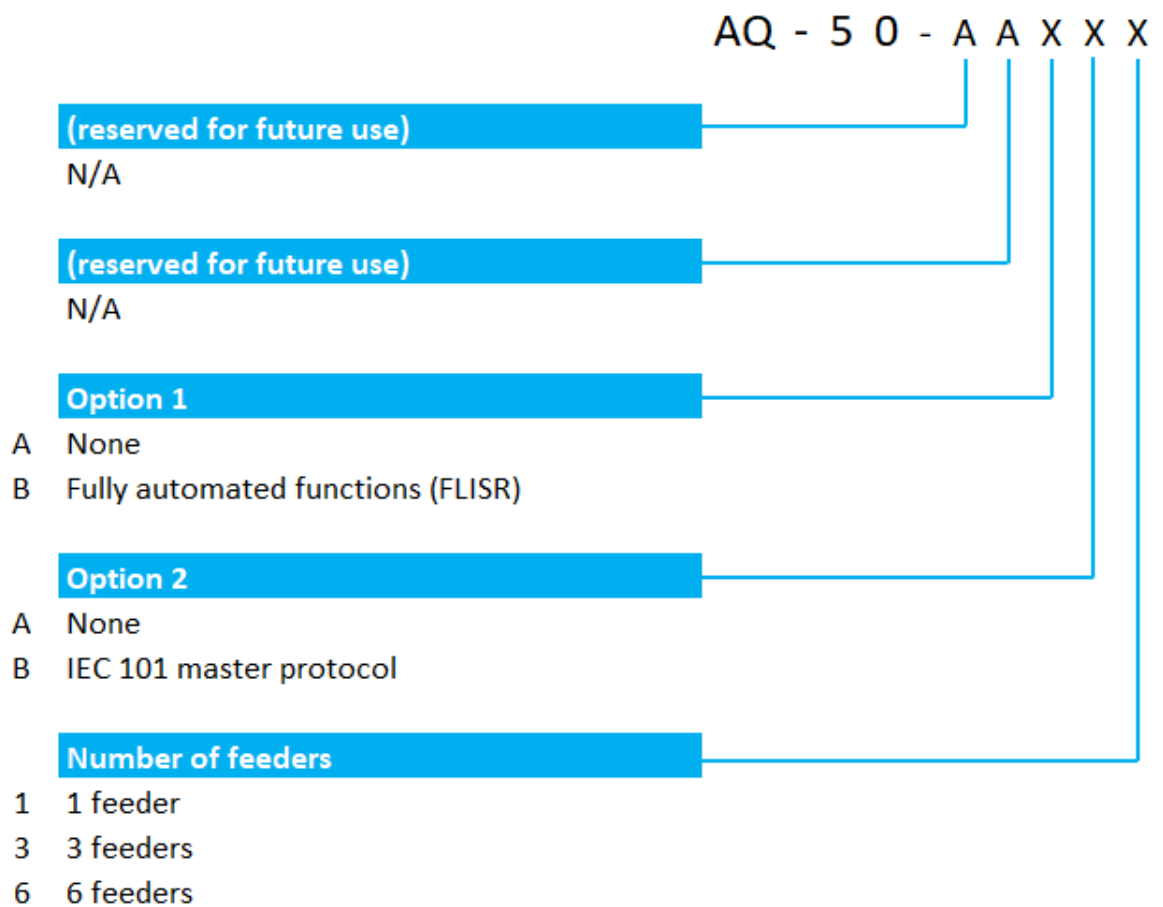 AQ - 5 0 - A A X X X
(reserved for future use)
N/A
(reserved for future use)
N/A
Option 1
A None
B Fully automated functions (FLISR)
Option 2
A None
B IEC 101 master protocol
Number of feeders
1 1 feeder
3 3 feeders
6 6 feeders